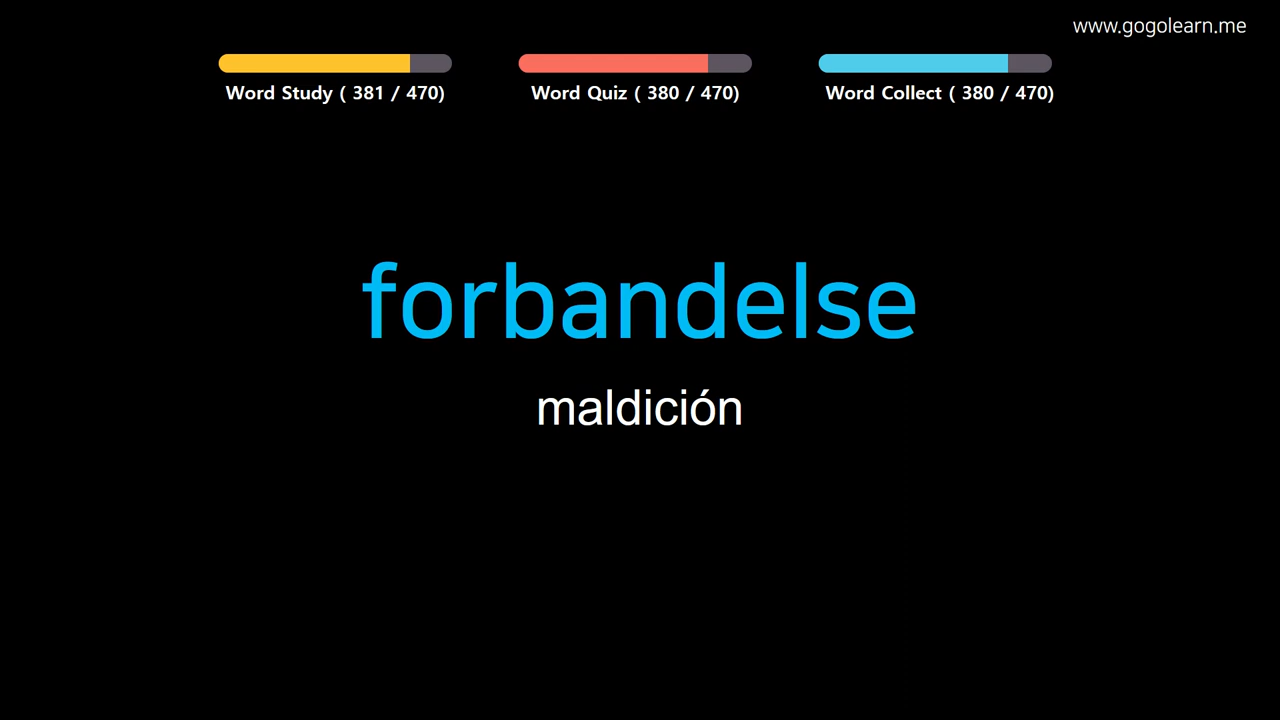 www.gogolearn.me
Word Study ( 381 / 470)
Word Quiz ( 380 / 470)
Word Collect ( 380 / 470)
forbandelse
maldición